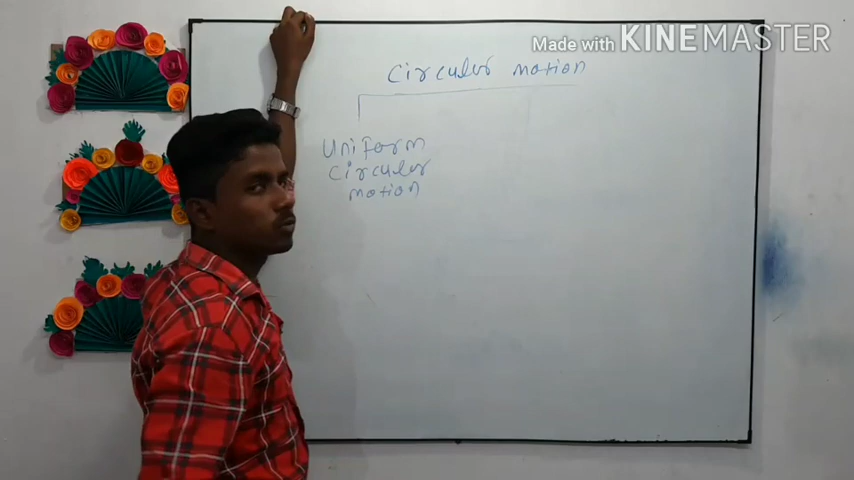 Made with KINEMASTER
Circular motion
Uniform
Circular
motion